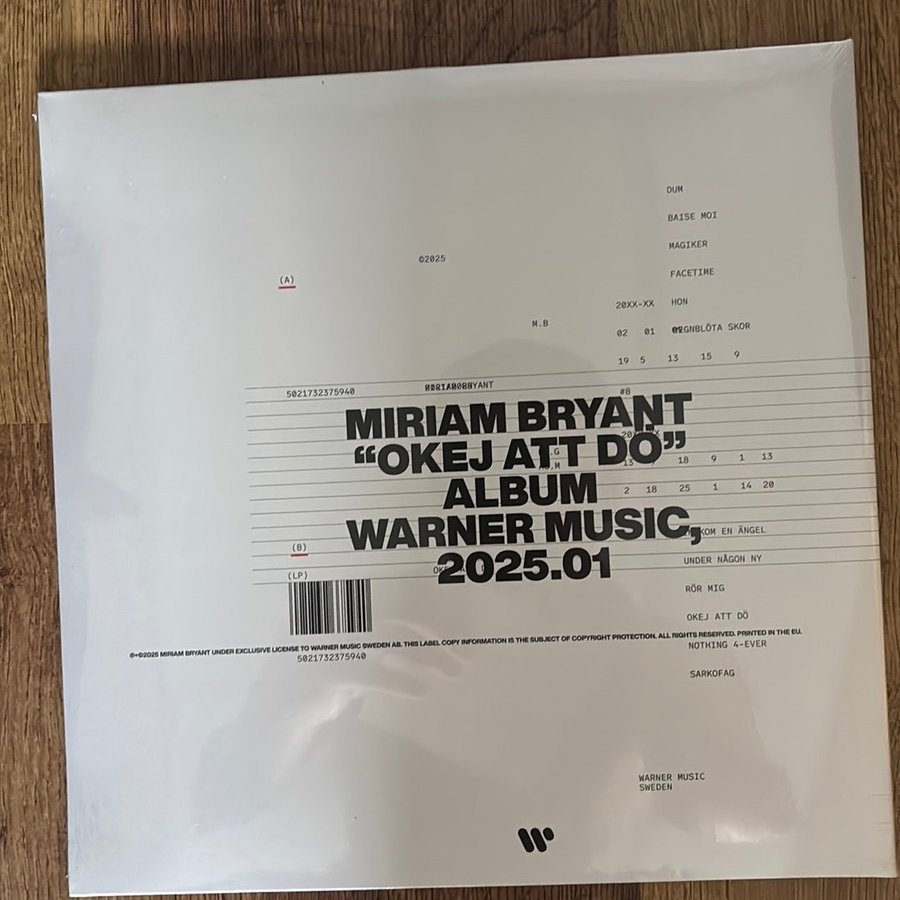 DUM
BAISE MOI
©2025
MAGIKER
(A)
FACETIME
20XX-XX
HON
M.B
02 01
REGNBLÖTA SKOR
19 5 13 15 9
5021732375940
#8
MIRIAM BRYANT
“OKEJ ATT DÖ”
ALBUM
WARNER MUSIC,
2025.01
18 9 1 13
2 18 25 1 14 20
KOM EN ÄNGEL
(B)
UNDER NÅGON NY
(LP)
RÖR MIG
OKEJ ATT DÖ
℗+©2025 MIRIAM BRYANT UNDER EXCLUSIVE LICENSE TO WARNER MUSIC SWEDEN AB. THIS LABEL COPY INFORMATION IS THE SUBJECT OF COPYRIGHT PROTECTION. ALL RIGHTS RESERVED. PRINTED IN THE EU.
NOTHING 4-EVER
5021732375940
SARKOFAG
WARNER MUSIC
SWEDEN